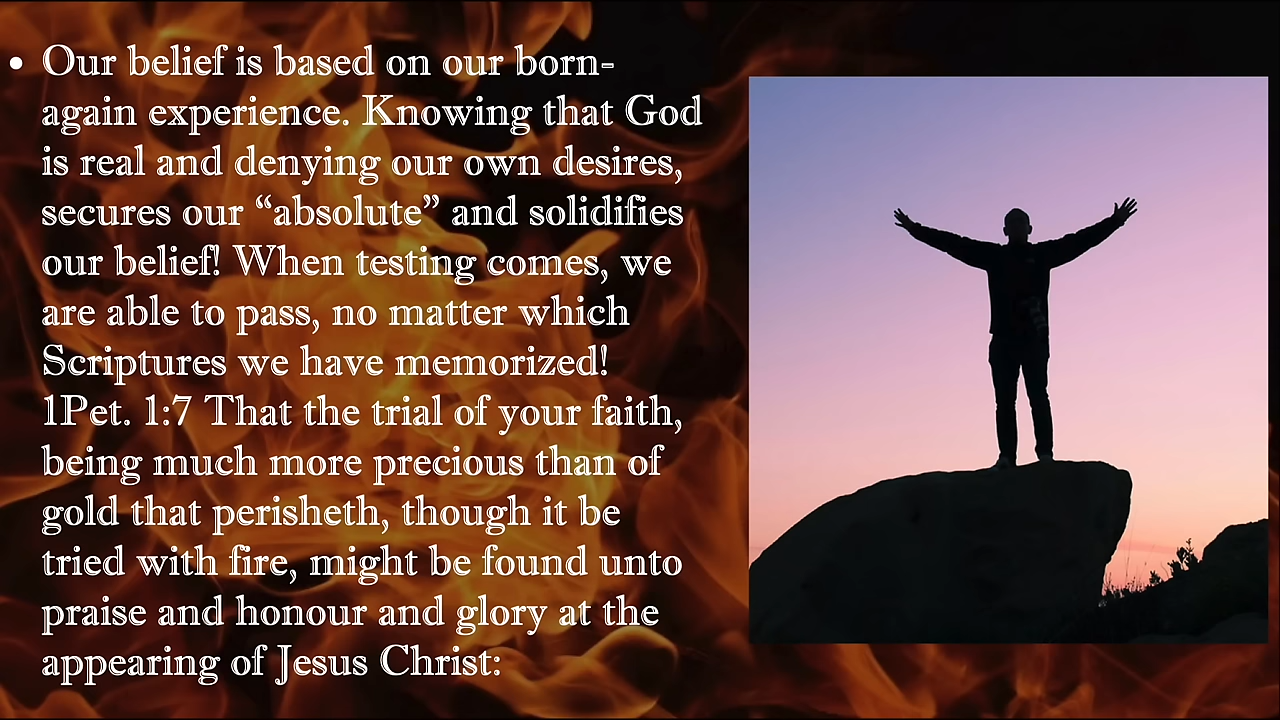 • Our belief is based on our born-
again experience. Knowing that God
is real and denying our own desires,
secures our “absolute” and solidifies
our belief! When testing comes, we
are able to pass, no matter which
Scriptures we have memorized!
1Pet. 1:7 That the trial of your faith,
being much more precious than of
gold that perisheth, though it be
tried with fire, might be found unto
praise and honour and glory at the
appearing of Jesus Christ: